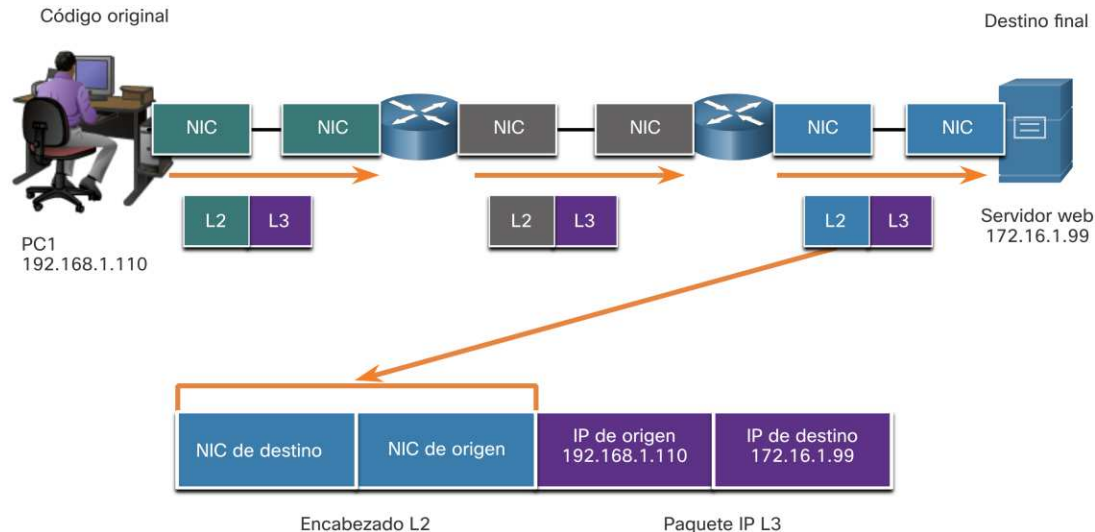 Código original
Destino final
NIC
NIC
NIC
NIC
NIC
NIC
L2
L3
L2
L3
L2
L3
PC1
192.168.1.110
Servidor web
172.16.1.99
NIC de destino
NIC de origen
IP de origen
192.168.1.110
IP de destino
172.16.1.99
Encabezado L2
Paquete IP L3